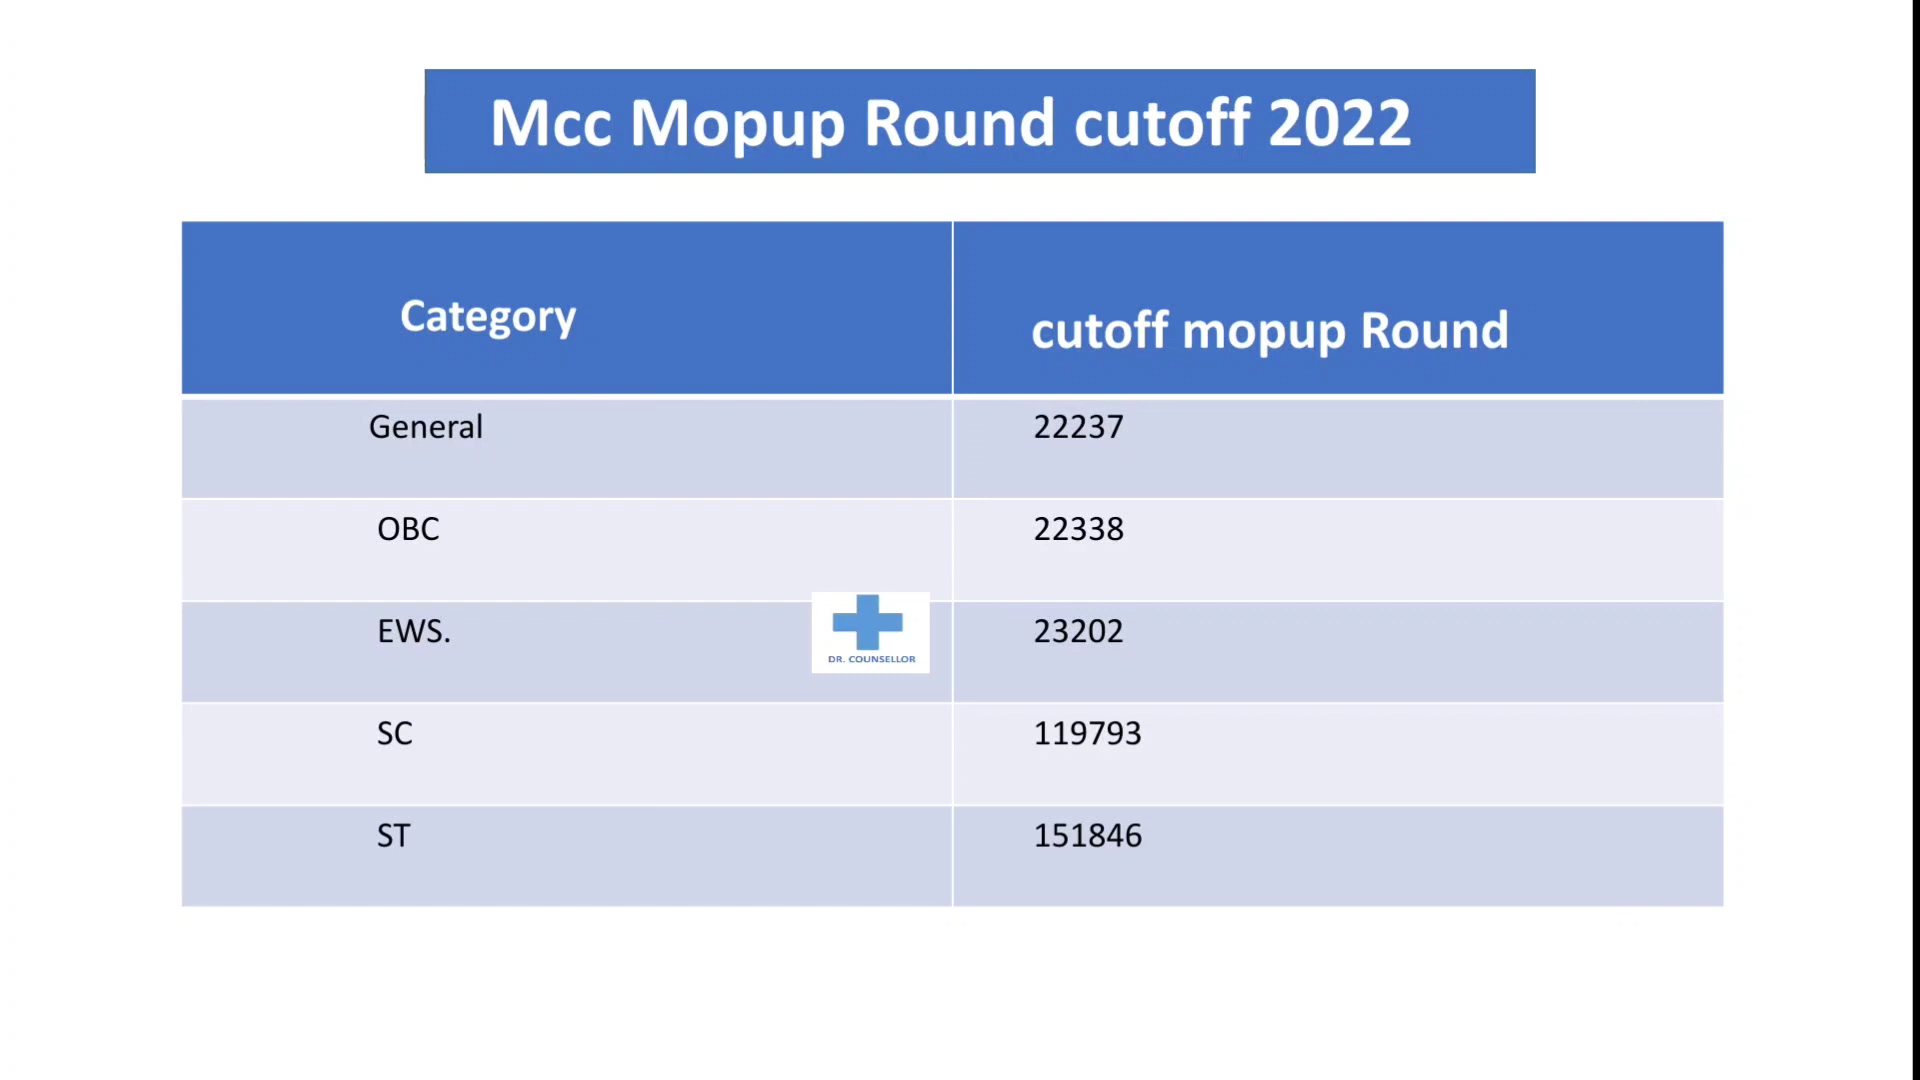 Mcc Mopup Round cutoff 2022
Category
cutoff mopup Round
General
22237
OBC
22338
EWS.
23202
DR. COUNSELLOR
SC
119793
ST
151846